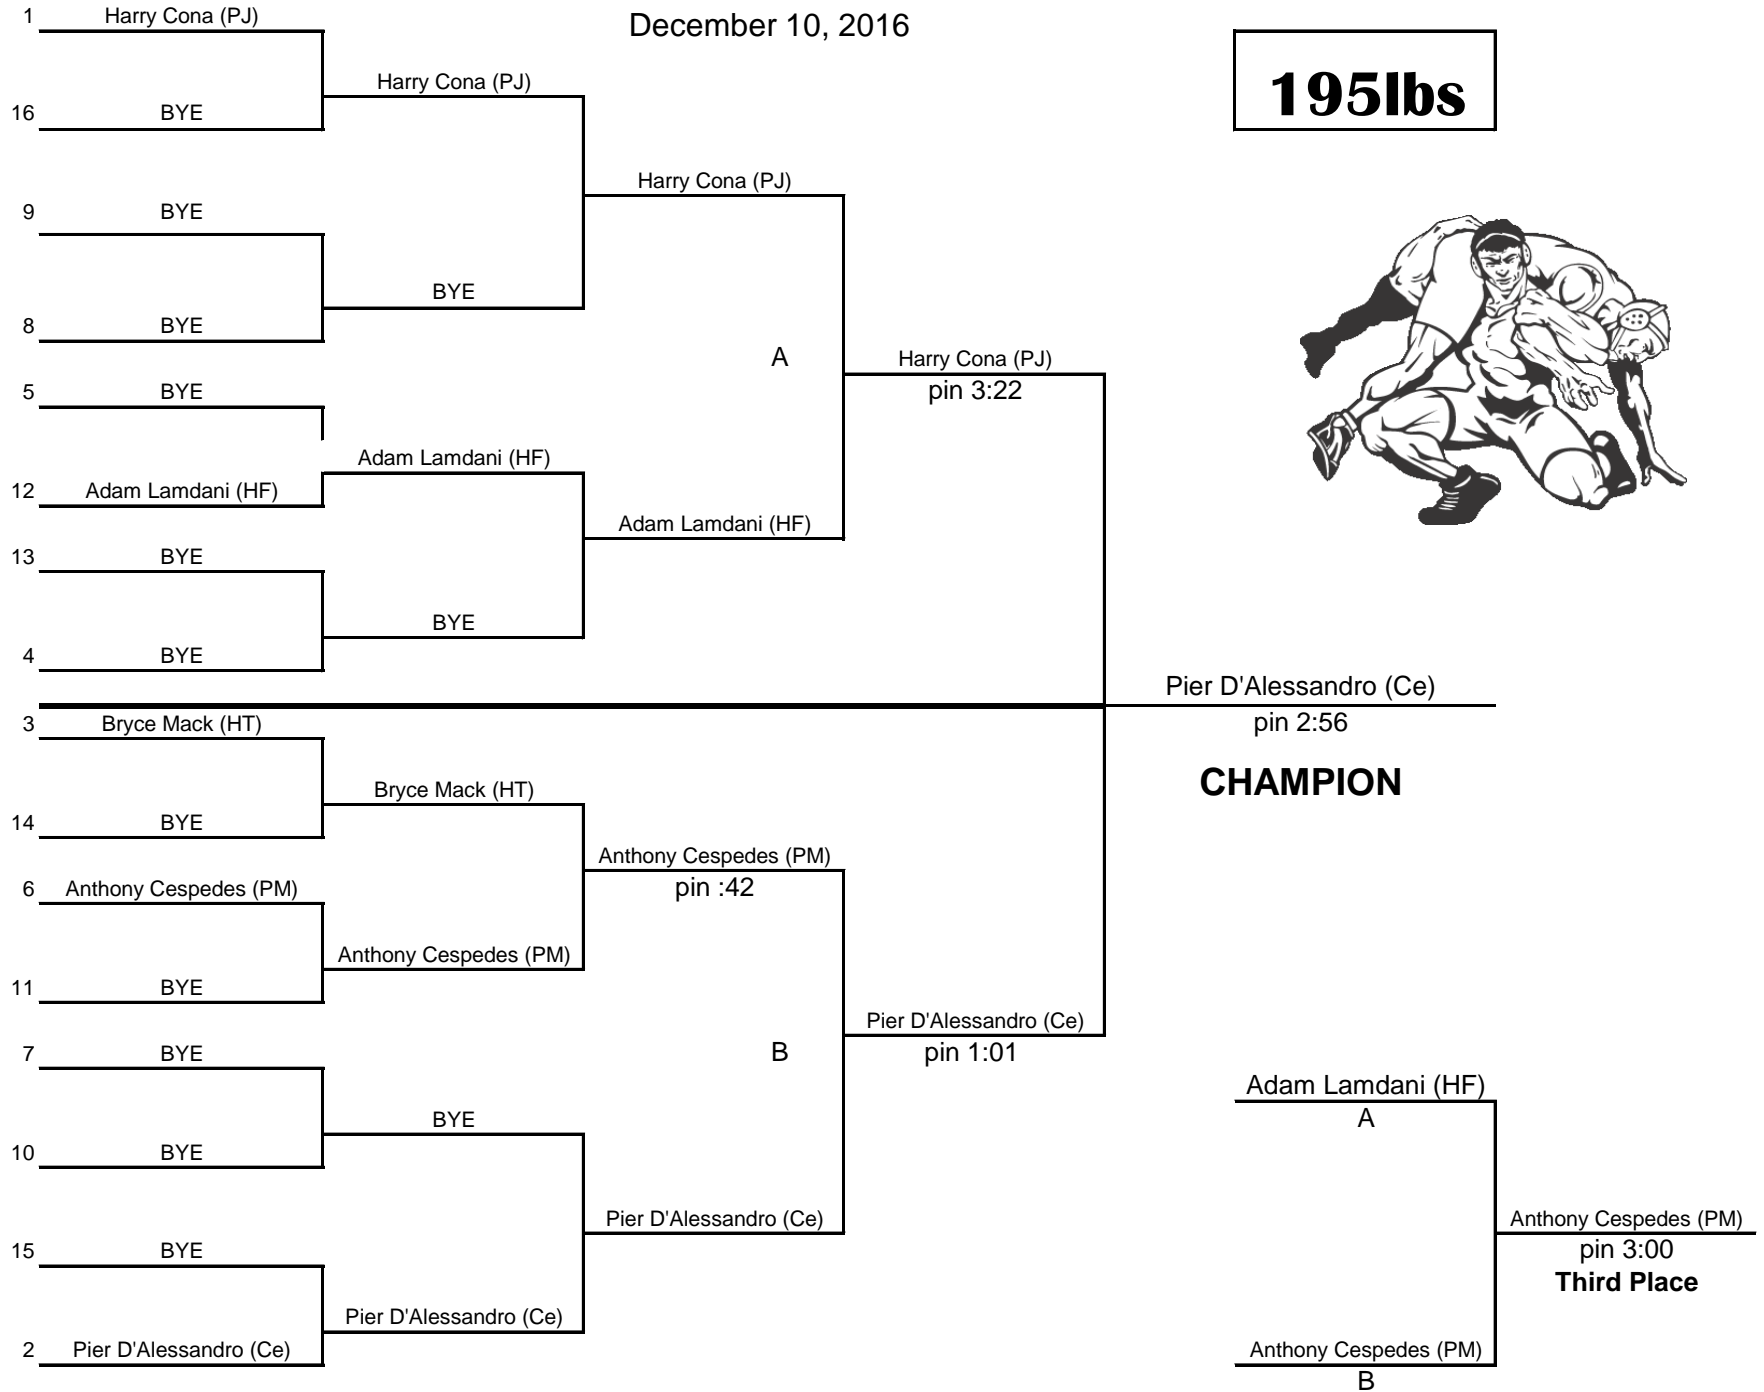 December 10, 2016
195lbs
1 Harry Cona (PJ)
Harry Cona (PJ)
16 BYE
Harry Cona (PJ)
9 BYE
BYE
8 BYE
A
Harry Cona (PJ)
pin 3:22
5 BYE
Adam Lamdani (HF)
12 Adam Lamdani (HF)
Adam Lamdani (HF)
13 BYE
BYE
4 BYE
Pier D'Alessandro (Ce)
pin 2:56
CHAMPION
3 Bryce Mack (HT)
Bryce Mack (HT)
14 BYE
Anthony Cespedes (PM)
pin :42
6 Anthony Cespedes (PM)
Anthony Cespedes (PM)
11 BYE
B
Pier D'Alessandro (Ce)
pin 1:01
7 BYE
BYE
10 BYE
Pier D'Alessandro (Ce)
15 BYE
Pier D'Alessandro (Ce)
2 Pier D'Alessandro (Ce)
Adam Lamdani (HF)
A
Anthony Cespedes (PM)
pin 3:00
Third Place
Anthony Cespedes (PM)
B